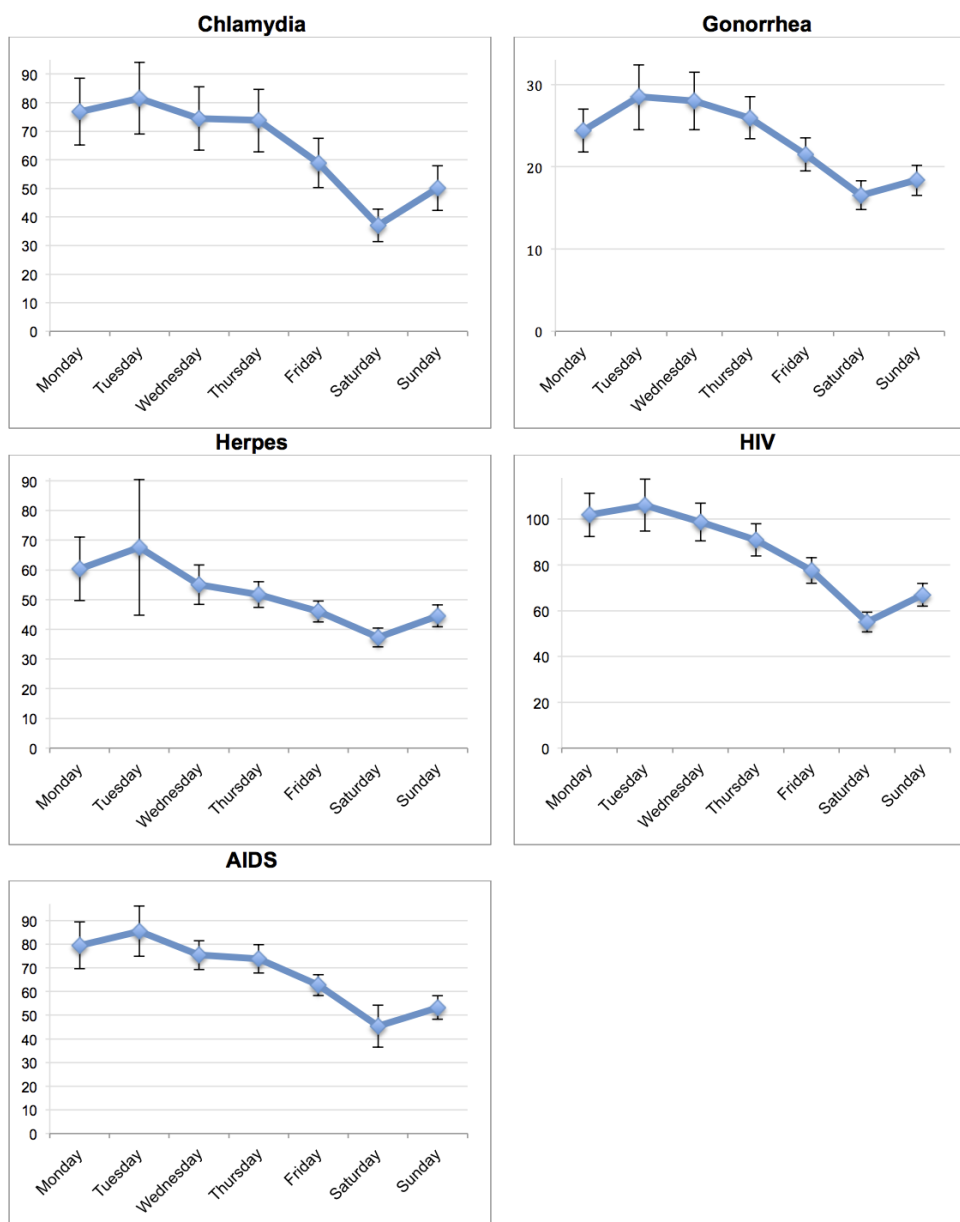 Chlamydia
90
80
70
60
50
40
30
20
10
0
Monday
Tuesday
Wednesday
Thursday
Friday
Saturday
Sunday
Gonorrhea
30
20
10
0
Monday
Tuesday
Wednesday
Thursday
Friday
Saturday
Sunday
Herpes
90
80
70
60
50
40
30
20
10
0
Monday
Tuesday
Wednesday
Thursday
Friday
Saturday
Sunday
HIV
100
80
60
40
20
0
Monday
Tuesday
Wednesday
Thursday
Friday
Saturday
Sunday
AIDS
90
80
70
60
50
40
30
20
10
0
Monday
Tuesday
Wednesday
Thursday
Friday
Saturday
Sunday